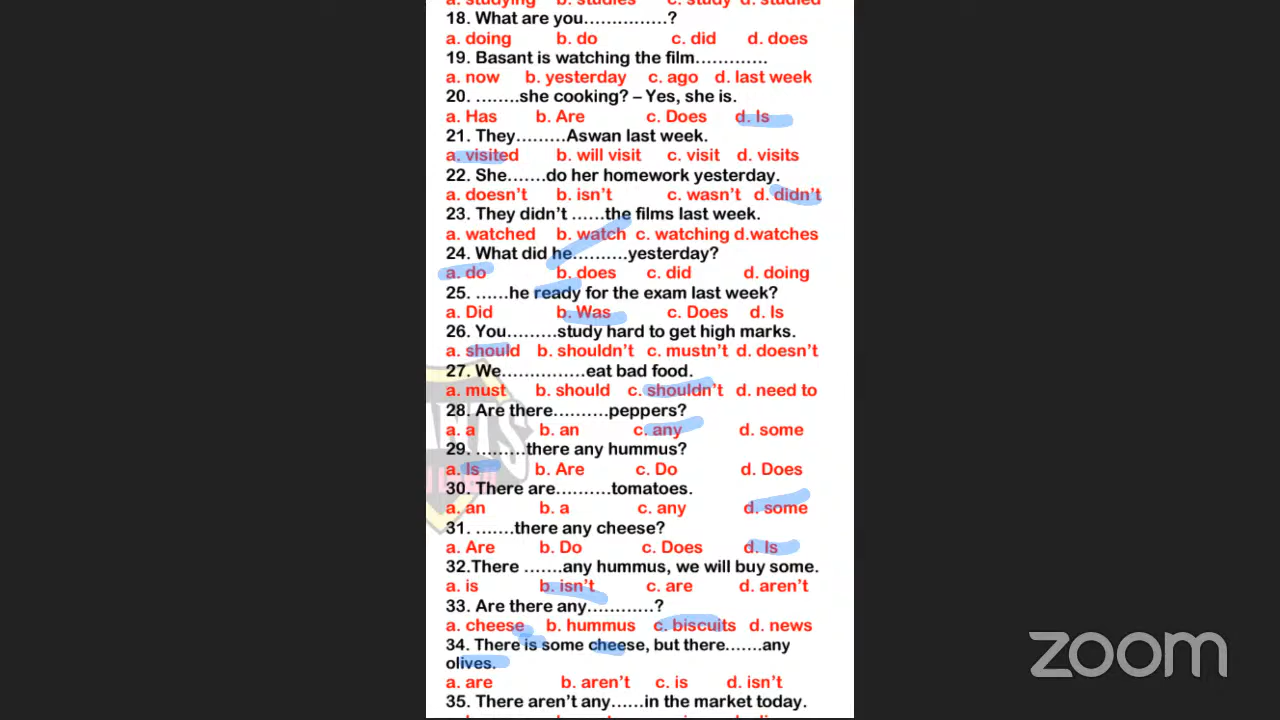 a. studying b. studies c. study d. studied
18. What are you……………?
a. doing b. do c. did d. does
19. Basant is watching the film………….
a. now b. yesterday c. ago d. last week
20. ……..she cooking? – Yes, she is.
a. Has b. Are c. Does d. Is
21. They………Aswan last week.
a. visited b. will visit c. visit d. visits
22. She…….do her homework yesterday.
a. doesn’t b. isn’t c. wasn’t d. didn’t
23. They didn’t ……the films last week.
a. watched b. watch c. watching d.watches
24. What did he……….yesterday?
a. do b. does c. did d. doing
25. ……he ready for the exam last week?
a. Did b. Was c. Does d. Is
26. You………study hard to get high marks.
a. should b. shouldn’t c. mustn’t d. doesn’t
27. We……………eat bad food.
a. must b. should c. shouldn’t d. need to
28. Are there……….peppers?
a. a b. an c. any d. some
29. ………there any hummus?
a. Is b. Are c. Do d. Does
30. There are……….tomatoes.
a. an b. a c. any d. some
31. …….there any cheese?
a. Are b. Do c. Does d. Is
32.There …….any hummus, we will buy some.
a. is b. isn’t c. are d. aren’t
33. Are there any…………?
a. cheese b. hummus c. biscuits d. news
34. There is some cheese, but there…….any
olives.
a. are b. aren’t c. is d. isn’t
35. There aren’t any……in the market today.
zoom